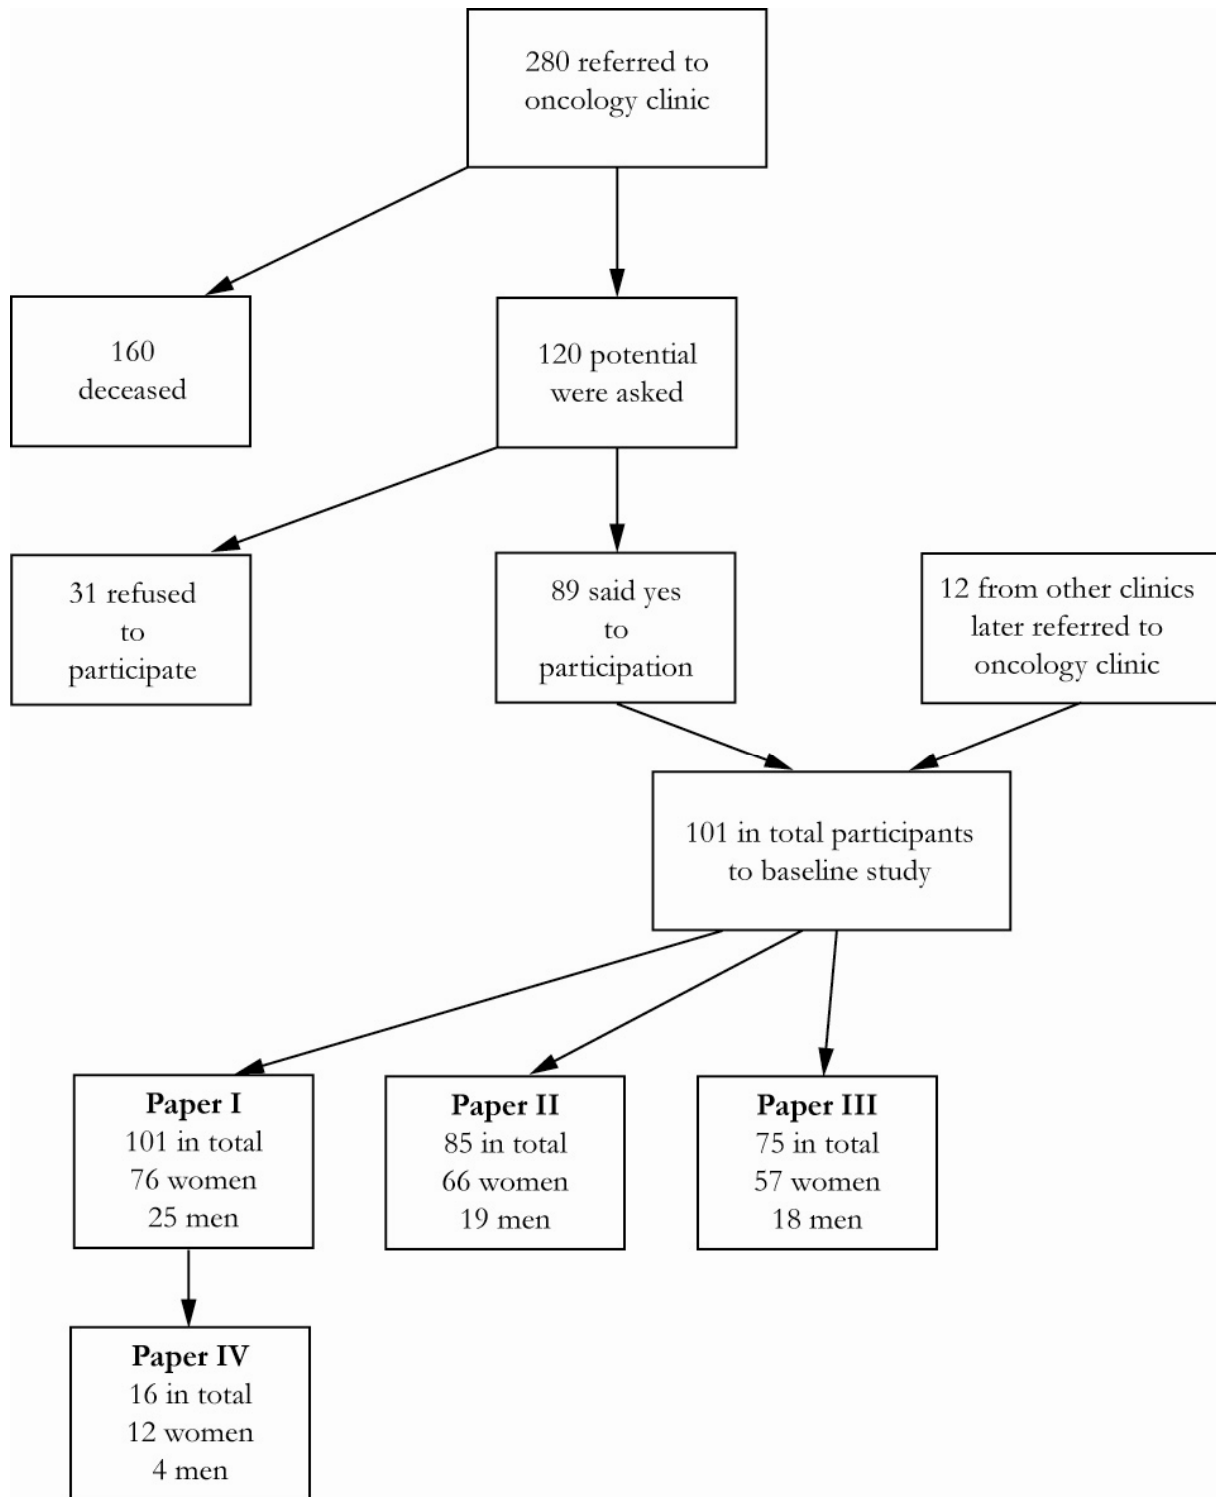 280 referred to
oncology clinic
160
deceased
120 potential
were asked
31 refused
to
participate
89 said yes
to
participation
12 from other clinics
later referred to
oncology clinic
101 in total participants
to baseline study
Paper I
101 in total
76 women
25 men
Paper II
85 in total
66 women
19 men
Paper III
75 in total
57 women
18 men
Paper IV
16 in total
12 women
4 men